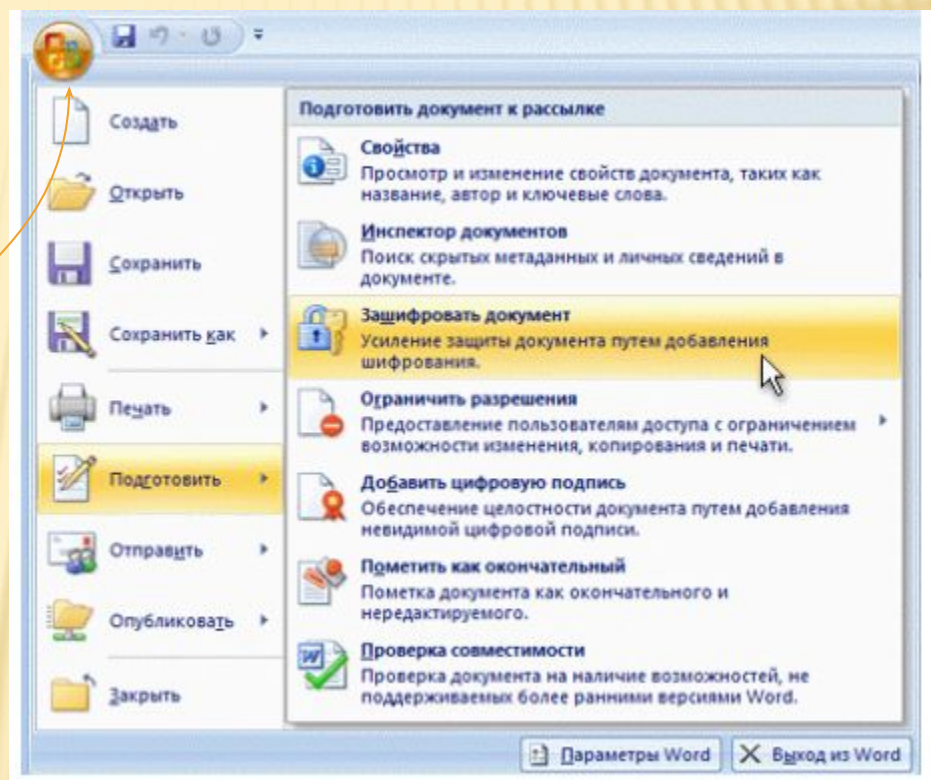 Создать
Открыть
Сохранить
Сохранить как
Печать
Подготовить
Отправить
Опубликовать
Закрыть
Подготовить документ к рассылке
Свойства
Просмотр и изменение свойств документа, таких как
название, автор и ключевые слова.
Инспектор документов
Поиск скрытых метаданных и личных сведений в
документе.
Зашифровать документ
Усиление защиты документа путем добавления
шифрования.
Ограничить разрешения
Предоставление пользователям доступа с ограничением
возможности изменения, копирования и печати.
Добавить цифровую подпись
Обеспечение целостности документа путем добавления
невидимой цифровой подписи.
Пометить как окончательный
Пометка документа как окончательного и
нередактируемого.
Проверка совместимости
Проверка документа на наличие возможностей, не
поддерживаемых более ранними версиями Word.
Параметры Word
Выход из Word